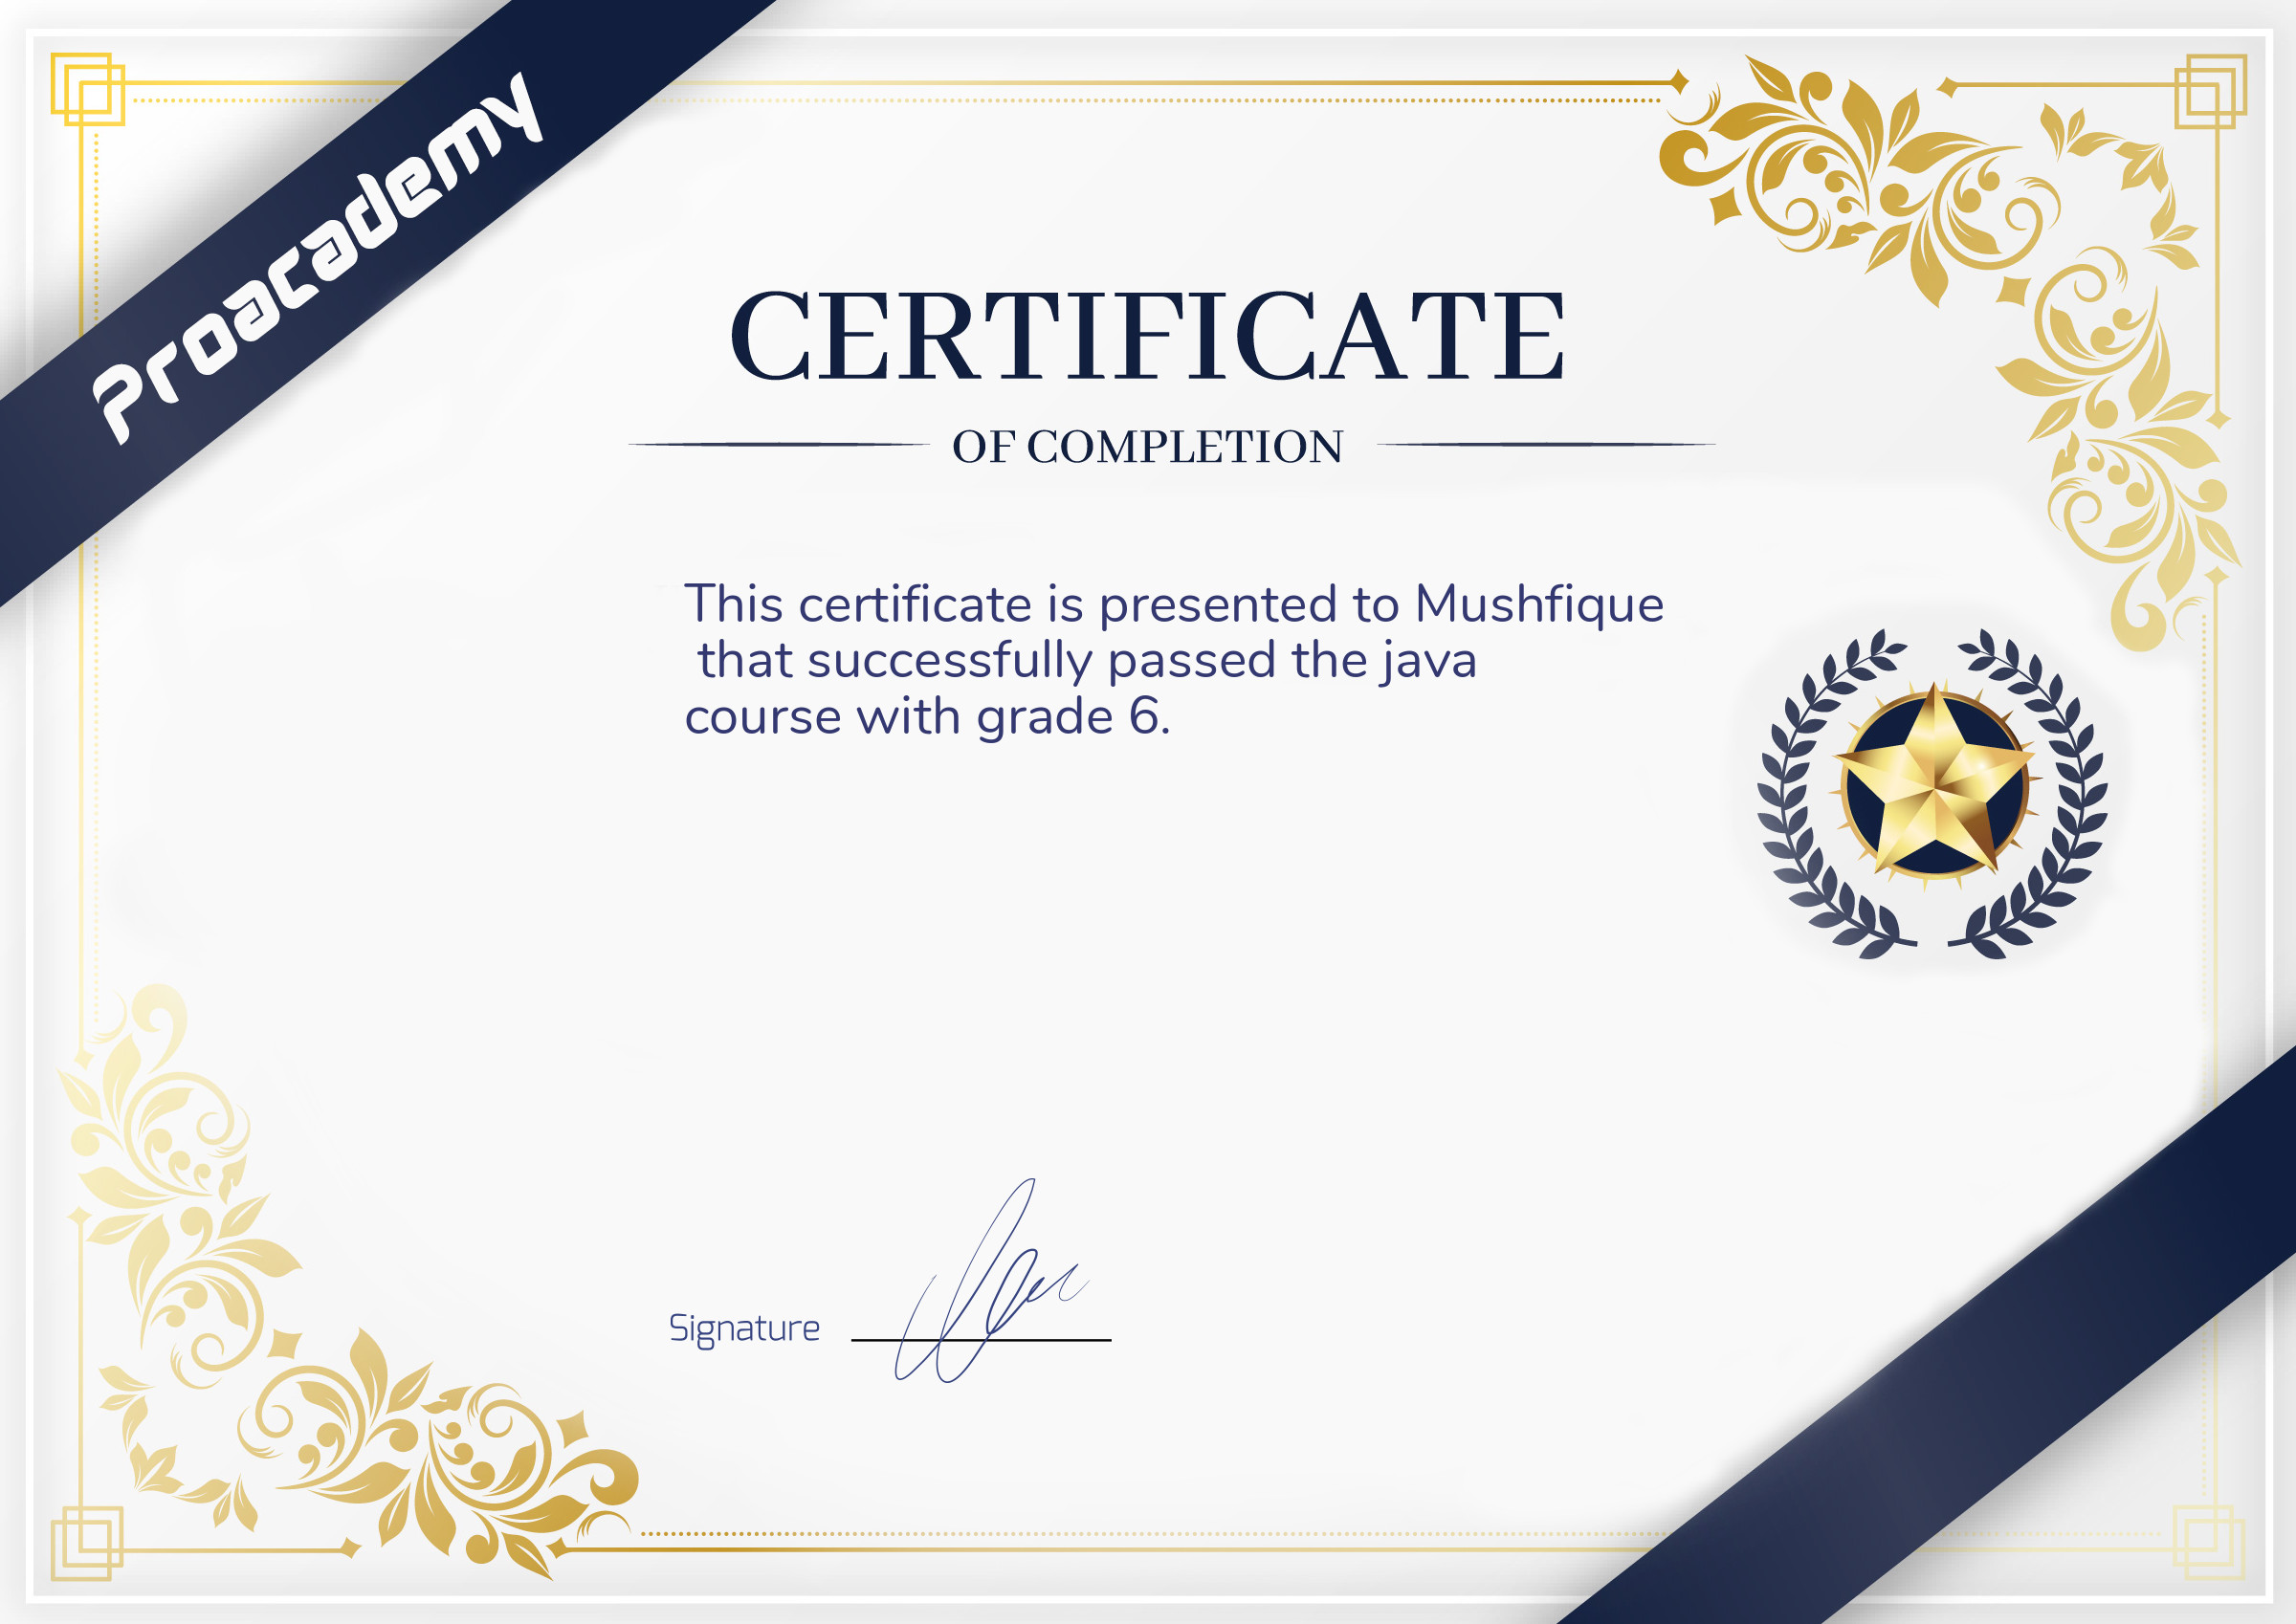 Proacademy
CERTIFICATE
OF COMPLETION
This certificate is presented to Mushfique
that successfully passed the java
course with grade 6.
Signature